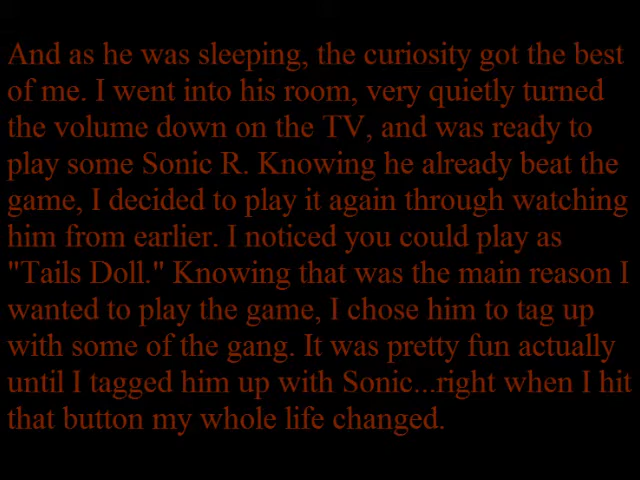 And as he was sleeping, the curiosity got the best
of me. I went into his room, very quietly turned
the volume down on the TV, and was ready to
play some Sonic R. Knowing he already beat the
game, I decided to play it again through watching
him from earlier. I noticed you could play as
"Tails Doll." Knowing that was the main reason I
wanted to play the game, I chose him to tag up
with some of the gang. It was pretty fun actually
until I tagged him up with Sonic...right when I hit
that button my whole life changed.